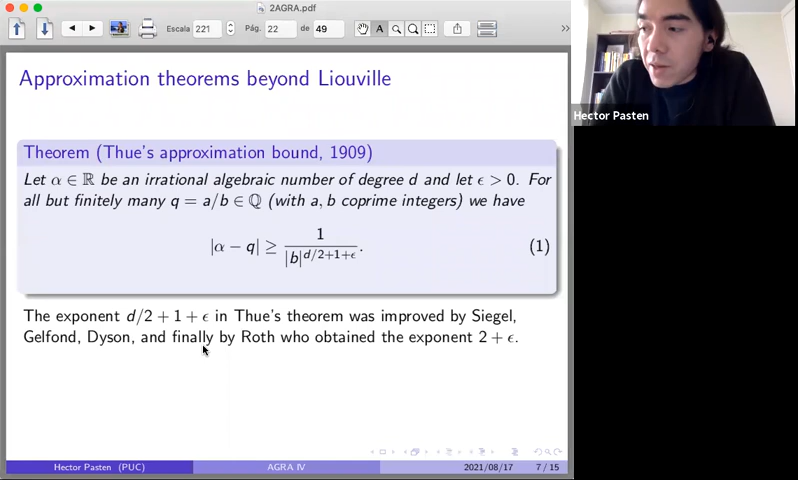 2AGRA.pdf
Escala 221 Pág. 22 de 49
Approximation theorems beyond Liouville
Theorem (Thue's approximation bound, 1909)
Let α ∈ ℝ be an irrational algebraic number of degree d and let ϵ > 0. For
all but finitely many q = a/b ∈ ℚ (with a, b coprime integers) we have
|α − q| ≥ 1/|b|^{d/2+1+ϵ}. (1)
The exponent d/2 + 1 + ϵ in Thue's theorem was improved by Siegel,
Gelfond, Dyson, and finally by Roth who obtained the exponent 2 + ϵ.
Hector Pasten (PUC) AGRA IV 2021/08/17 7 / 15
Hector Pasten